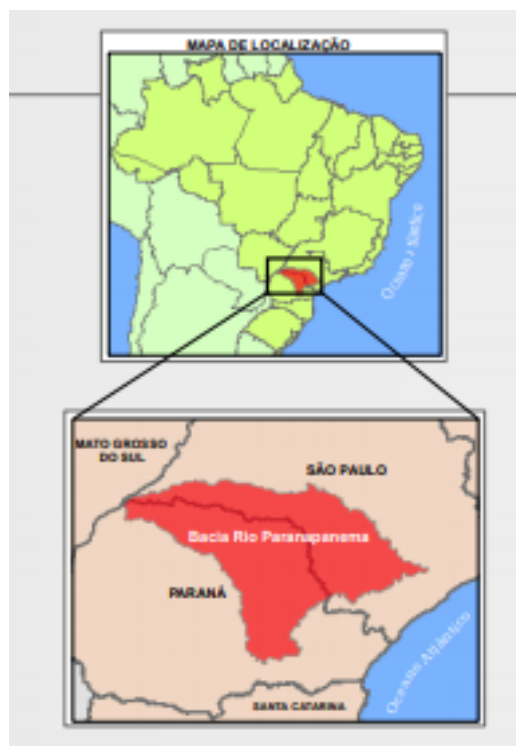 MAPA DE LOCALIZAÇÃO
Oceano Atlântico
MATO GROSSO
DO SUL
SÃO PAULO
Bacia Rio Paranapanema
PARANÁ
Oceano Atlântico
SANTA CATARINA